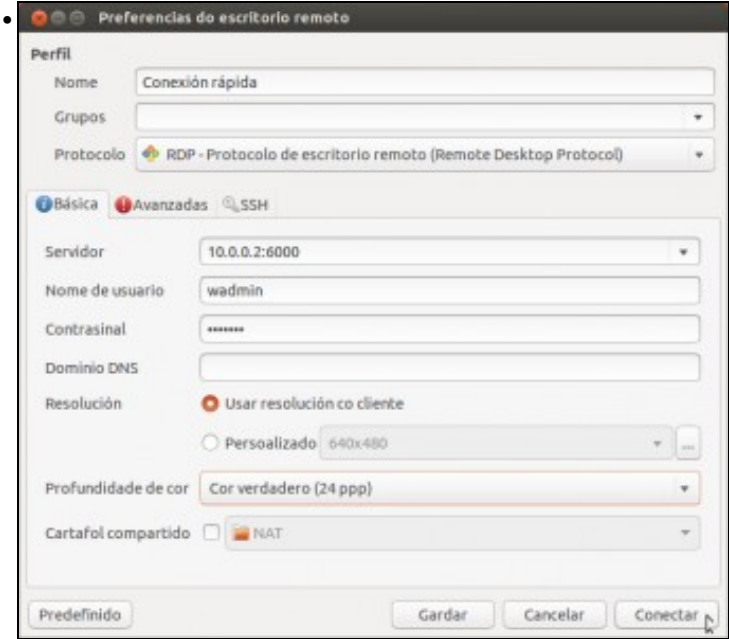 Preferencias do escritorio remoto
Perfil
Nome Conexión rápida
Grupos
Protocolo RDP - Protocolo de escritorio remoto (Remote Desktop Protocol)
Básica Avanzadas SSH
Servidor 10.0.0.2:6000
Nome de usuario wadmin
Contrasinal •••••••
Dominio DNS
Resolución Usar resolución co cliente
Persoalizado 640x480 ...
Profundidade de cor Cor verdadero (24 ppp)
Cartafol compartido NAT
Predefinido Gardar Cancelar Conectar